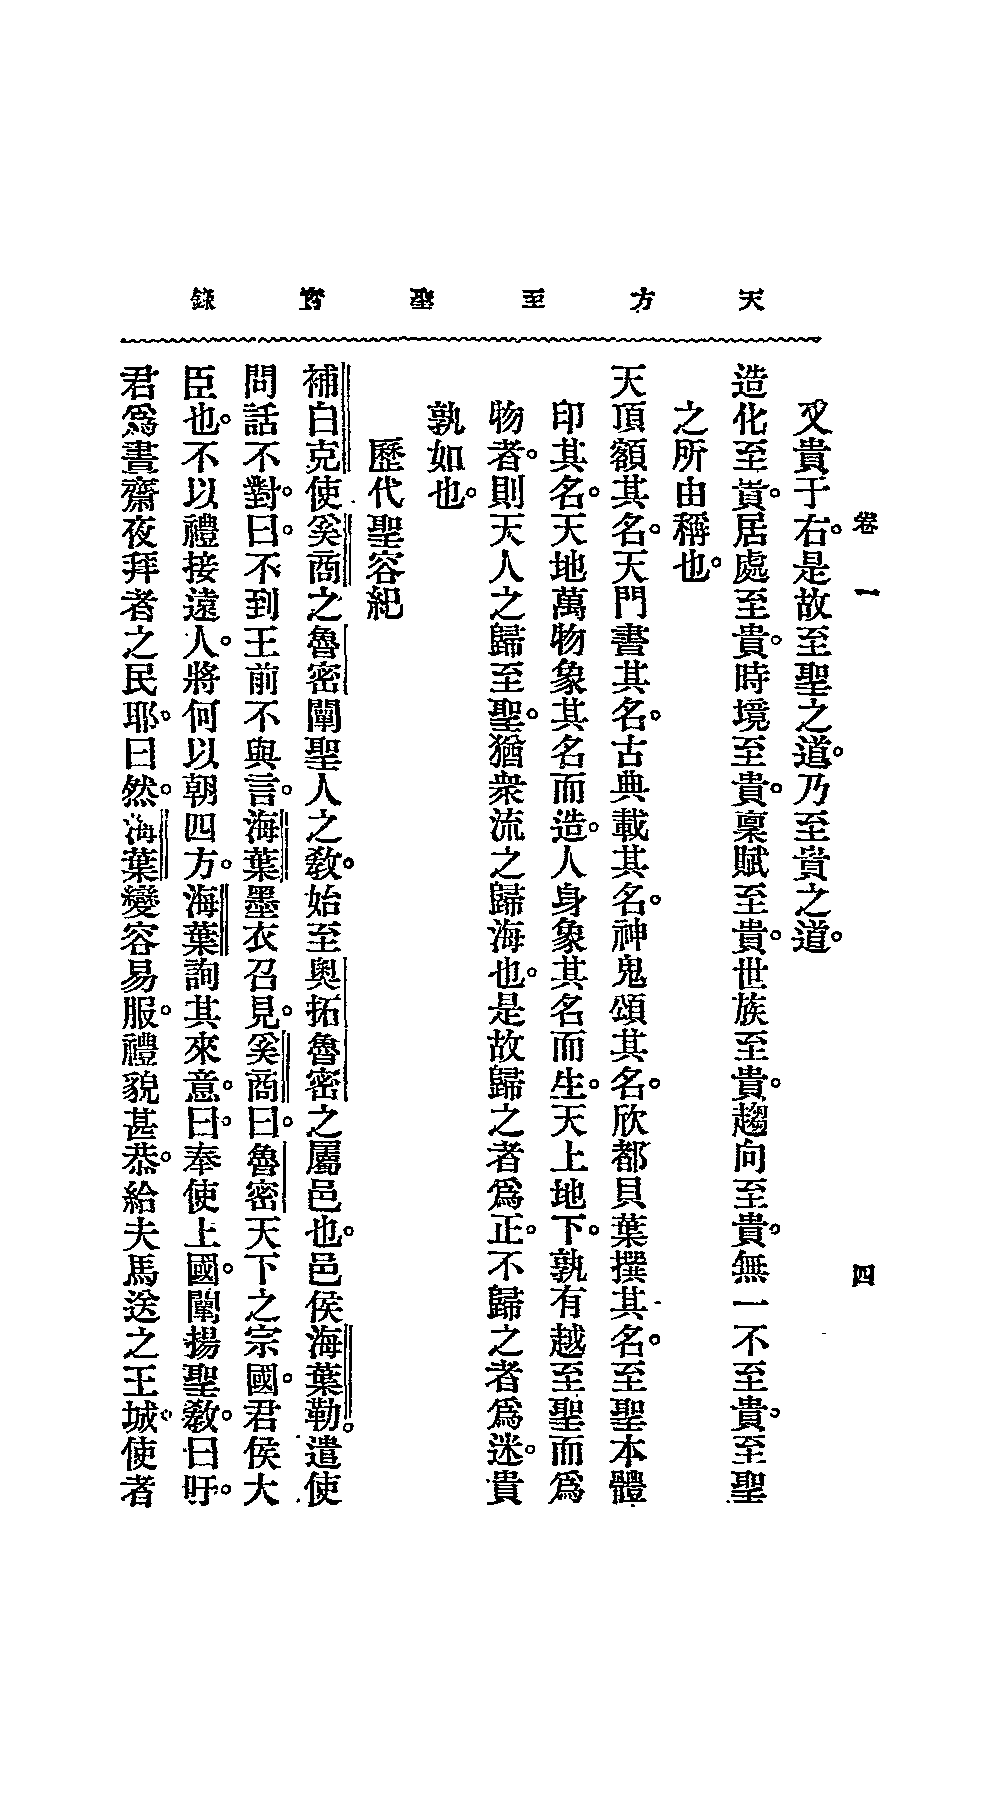 天方至聖實錄
卷一
四
又貴于右。是故至聖之道。乃至貴之道。
造化至貴。居處至貴。時境至貴。稟賦至貴。世族至貴。趨向至貴。無一不至貴。至聖
之所由稱也。
天頂額其名。天門書其名。古典載其名。神鬼頌其名。欣都貝葉撰其名。至聖本體
印其名。天地萬物象其名而造。人身象其名而生。天上地下。孰有越至聖而爲
物者。則天人之歸至聖。猶衆流之歸海也。是故歸之者爲正。不歸之者爲迷。貴
孰如也。
歷代聖容紀
補白克使奚商之魯密闡聖人之敎。始至輿拓魯密之屬邑也。邑侯海葉勒。遣使
問話不對。曰。不到王前不與言。海葉墨衣召見。奚商曰。魯密天下之宗國。君侯大
臣也。不以禮接遠人。將何以朝四方。海葉詢其來意。曰。奉使上國。闡揚聖敎。曰吁。
君爲晝齋夜拜者之民耶。曰然。海葉變容易服。禮貌甚恭。給夫馬送之王城。使者